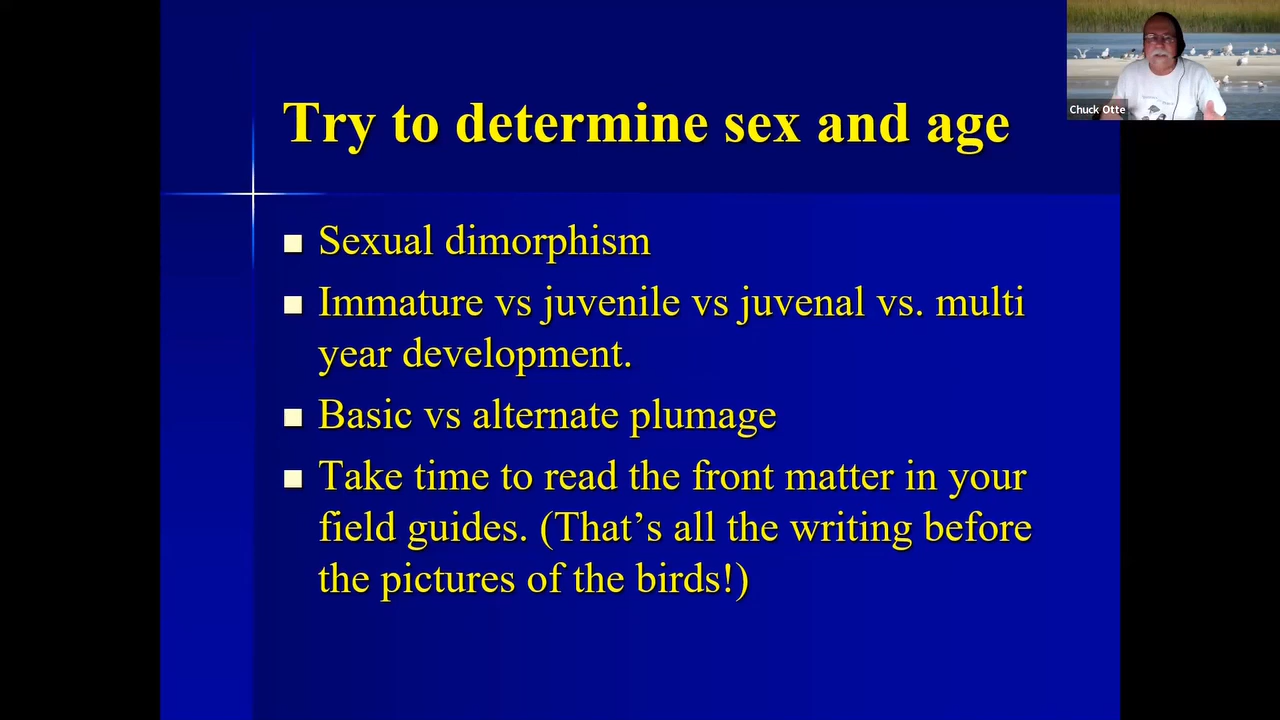 Try to determine sex and age
Chuck Otte
Sexual dimorphism
Immature vs juvenile vs juvenal vs. multi
year development.
Basic vs alternate plumage
Take time to read the front matter in your
field guides. (That’s all the writing before
the pictures of the birds!)